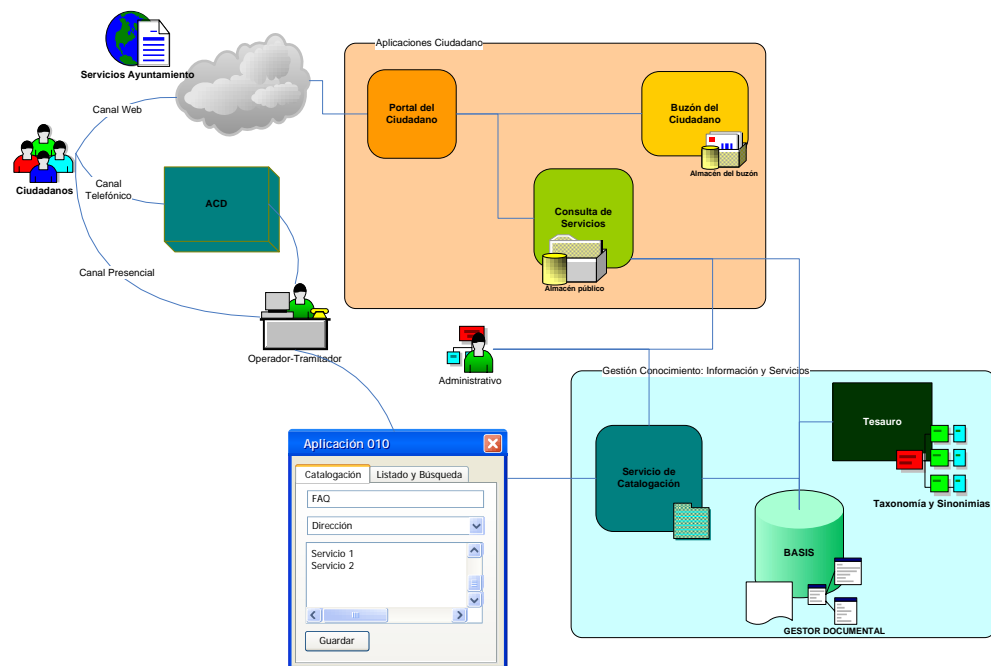 Aplicaciones Ciudadano
Servicios Ayuntamiento
Canal Web
Portal del
Ciudadano
Buzón del
Ciudadano
Almacén del buzón
Ciudadanos
Canal
Telefónico
ACD
Consulta de
Servicios
Almacén público
Canal Presencial
Operador-Tramitador
Administrativo
Gestión Conocimiento: Información y Servicios
Tesauro
Taxonomía y Sinonimias
Servicio de
Catalogación
BASIS
GESTOR DOCUMENTAL
Aplicación 010
Catalogación
Listado y Búsqueda
FAQ
Dirección
Servicio 1
Servicio 2
Guardar